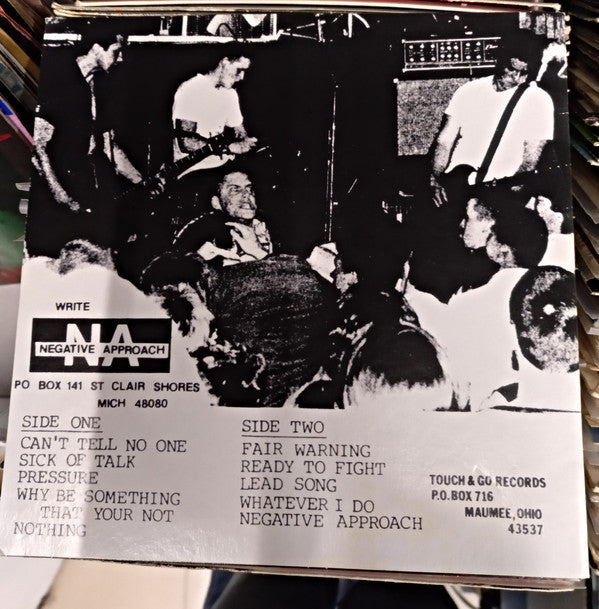 WRITE
NA
NEGATIVE APPROACH
PO BOX 141 ST CLAIR SHORES
MICH 48080
SIDE ONE
CAN'T TELL NO ONE
SICK OF TALK
PRESSURE
WHY BE SOMETHING
THAT YOUR NOT
NOTHING
SIDE TWO
FAIR WARNING
READY TO FIGHT
LEAD SONG
WHATEVER I DO
NEGATIVE APPROACH
TOUCH & GO RECORDS
P.O. BOX 716
MAUMEE, OHIO
43537